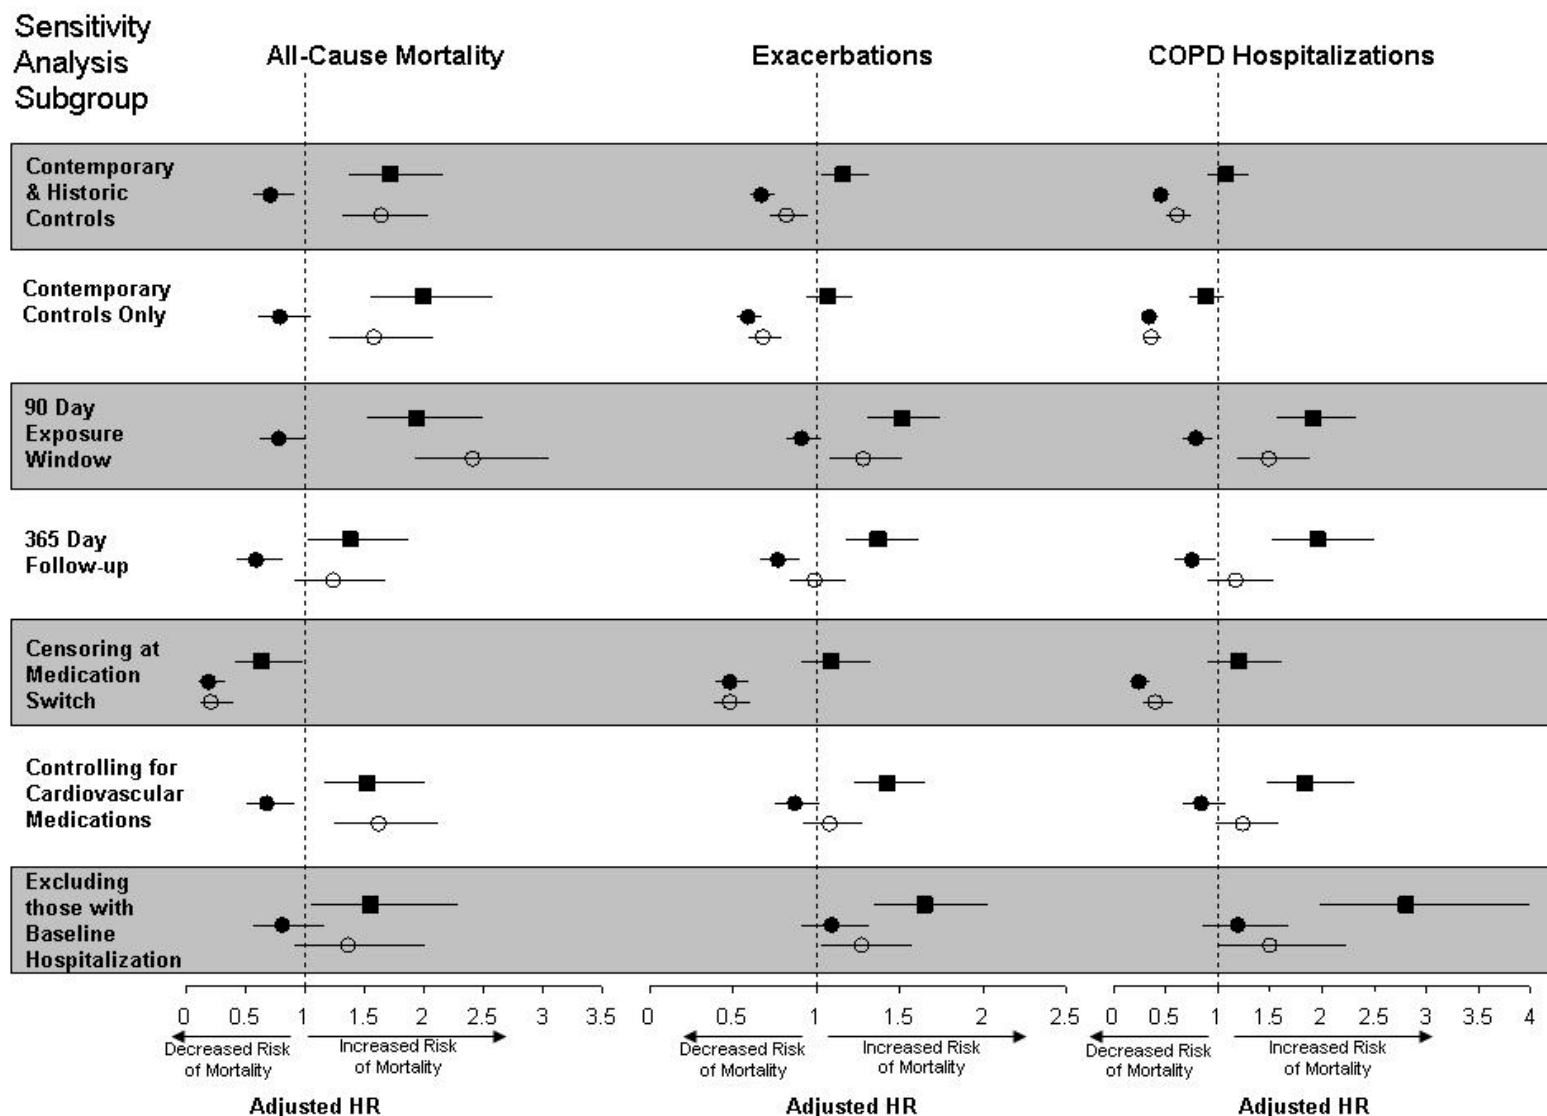 Sensitivity
Analysis
Subgroup
All-Cause Mortality
Exacerbations
COPD Hospitalizations
Contemporary
& Historic
Controls
Contemporary
Controls Only
90 Day
Exposure
Window
365 Day
Follow-up
Censoring at
Medication
Switch
Controlling for
Cardiovascular
Medications
Excluding
those with
Baseline
Hospitalization
0 0.5 1 1.5 2 2.5 3 3.5
0 0.5 1 1.5 2 2.5
0 0.5 1 1.5 2 2.5 3 3.5 4
Decreased Risk
of Mortality
Increased Risk
of Mortality
Decreased Risk
of Mortality
Increased Risk
of Mortality
Decreased Risk
of Mortality
Increased Risk
of Mortality
Adjusted HR
Adjusted HR
Adjusted HR